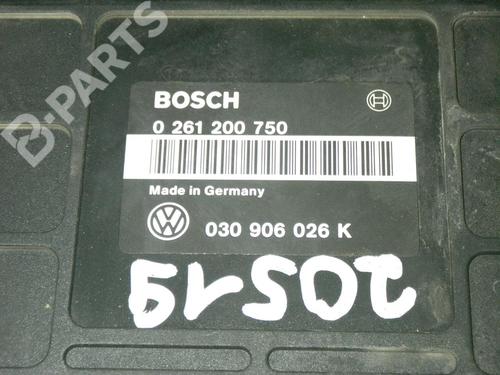 B-PARTS
BOSCH
0 261 200 750
Made in Germany
030 906 026 K
20519